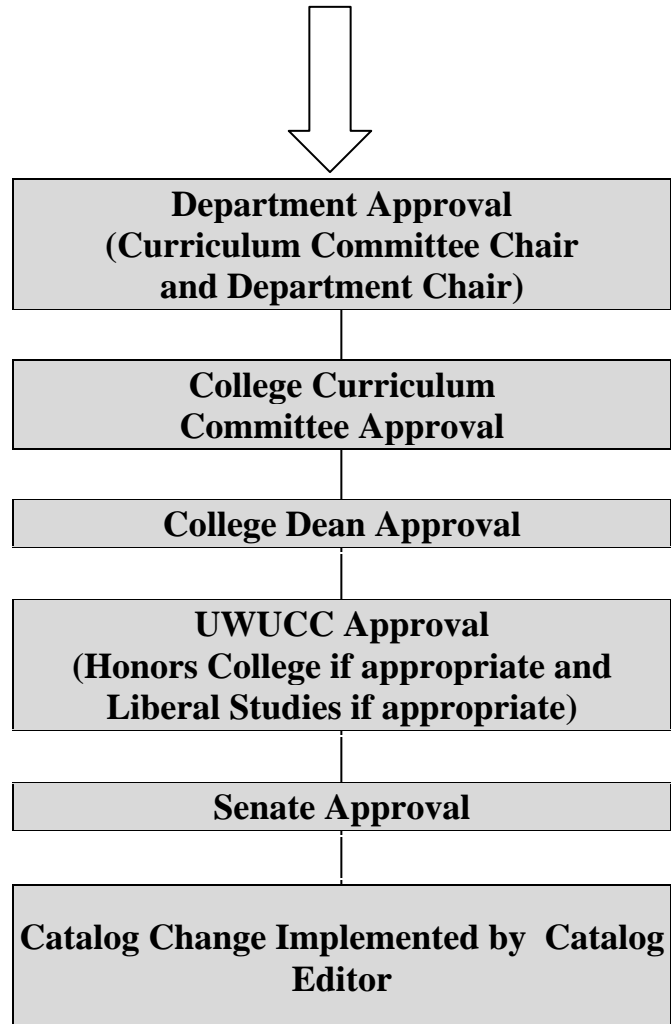 Department Approval
(Curriculum Committee Chair
and Department Chair)
College Curriculum
Committee Approval
College Dean Approval
UWUCC Approval
(Honors College if appropriate and
Liberal Studies if appropriate)
Senate Approval
Catalog Change Implemented by Catalog
Editor